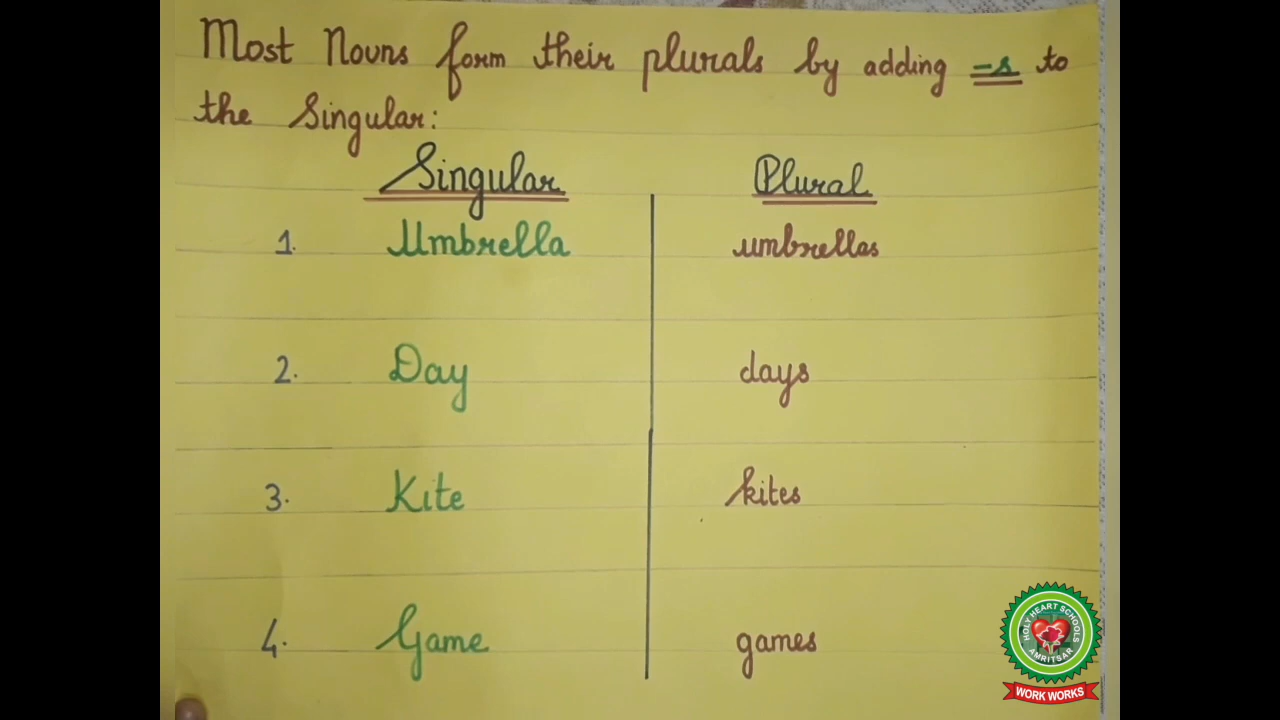 Most Nouns form their plurals by adding -s to
the Singular:
Singular Plural
1. Umbrella umbrellas
2. Day days
3. Kite kites
4. Game games
HOLY HEART SCHOOLS
AMRITSAR
WORK WORKS